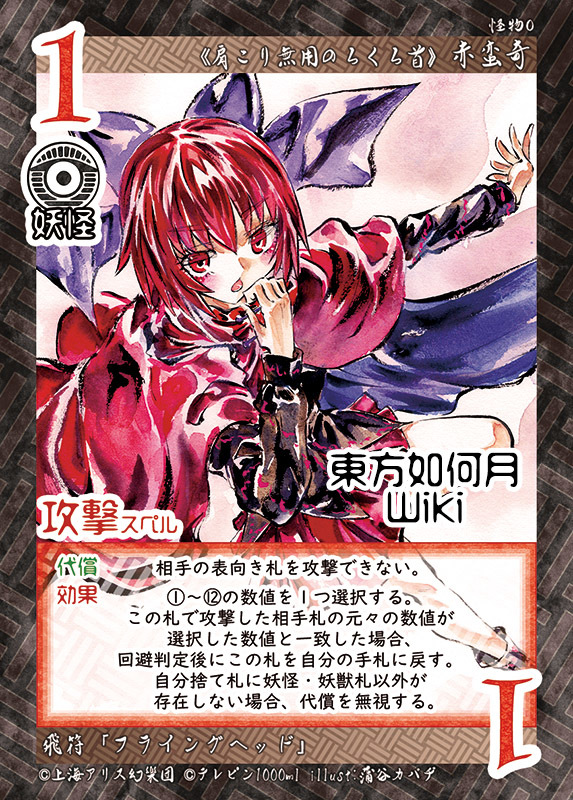 怪物0
1
《肩こり無用のろくろ首》 赤蛮奇
妖怪
東方如何月
Wiki
攻撃スペル
代償 相手の表向き札を攻撃できない。
効果 ①~⑫の数値を1つ選択する。
この札で攻撃した相手札の元々の数値が
選択した数値と一致した場合、
回避判定後にこの札を自分の手札に戻す。
自分捨て札に妖怪・妖獣以外が
存在しない場合、代償を無視する。
1
飛符「フライングヘッド」
©上海アリス幻樂団 ©テレピン1000ml illust:蒲谷カバヂ